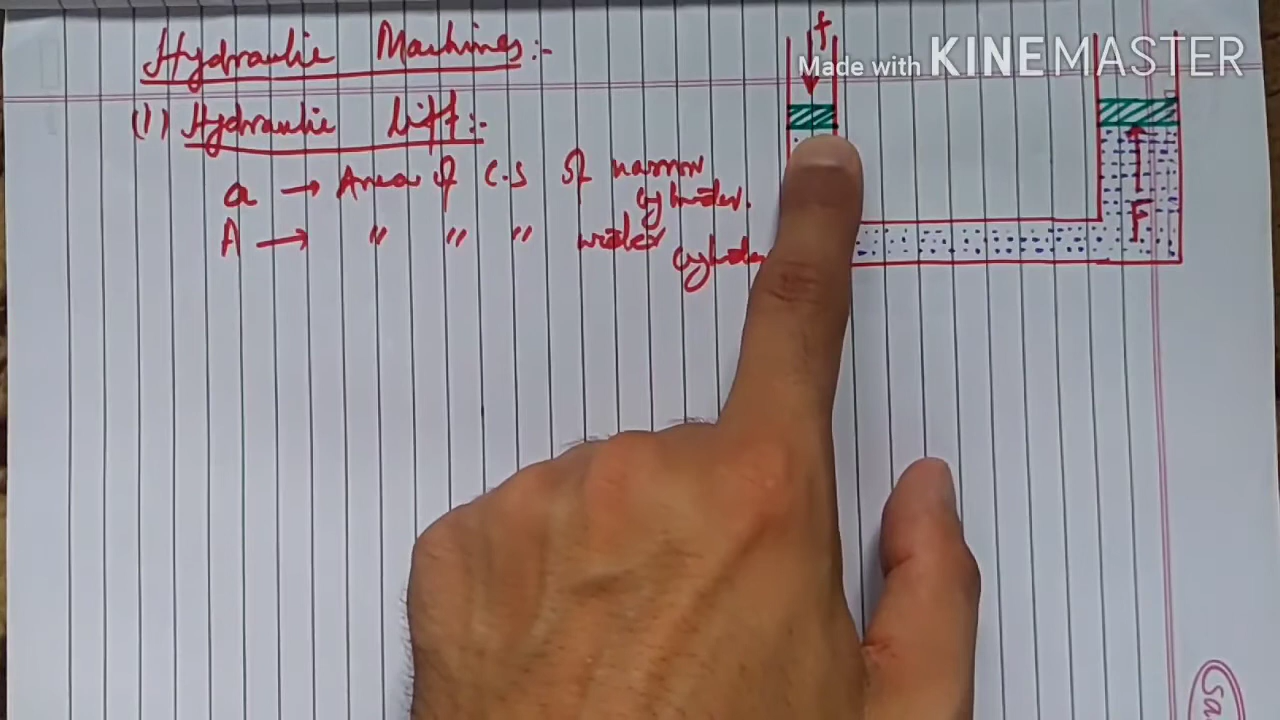 Hydraulic Machines:-
(1) Hydraulic Lift:-
a → Area of C.S of narrow cylinder.
A → " " " wider cylinder
f
F
Made with KINEMASTER